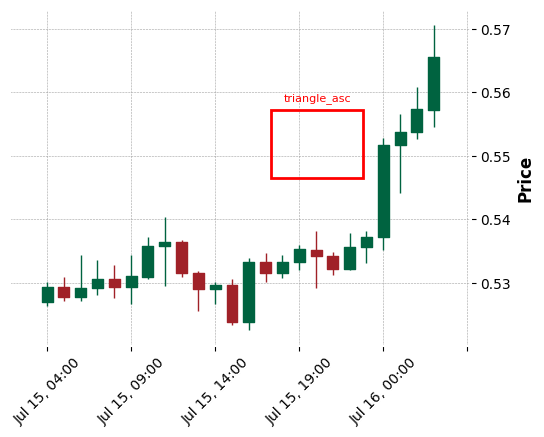 0.57
0.56
triangle_asc
0.55
Price
0.54
0.53
Jul 15, 04:00
Jul 15, 09:00
Jul 15, 14:00
Jul 15, 19:00
Jul 16, 00:00